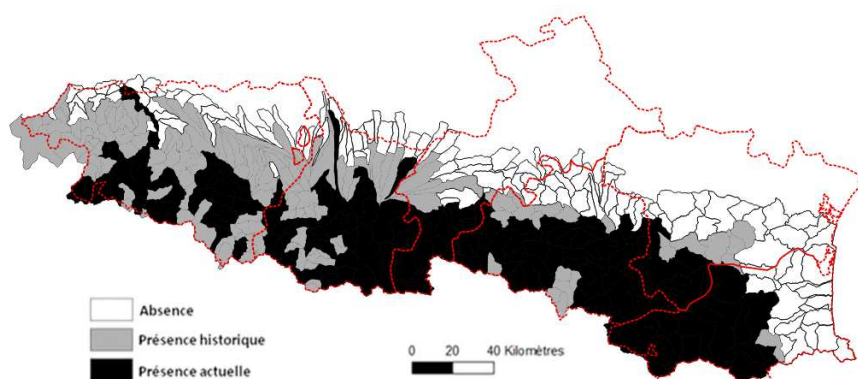 Absence
Présence historique
Présence actuelle
0 20 40 Kilomètres